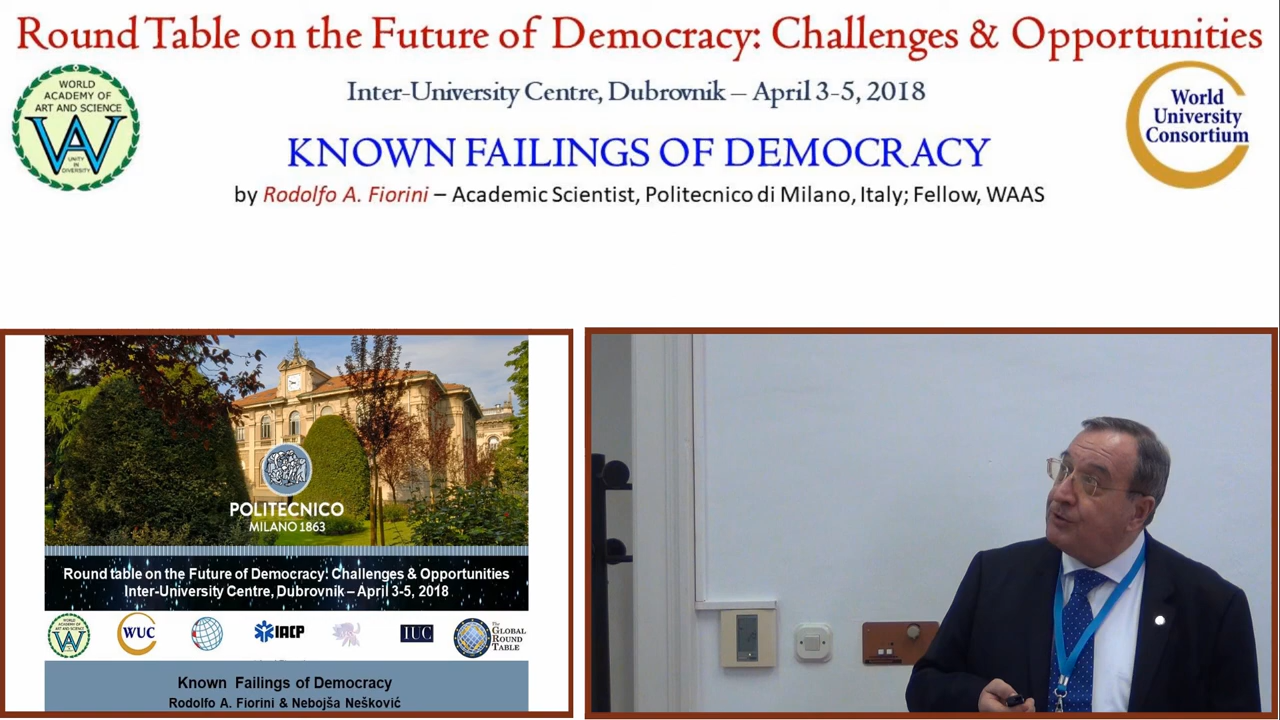 Round Table on the Future of Democracy: Challenges & Opportunities
WORLD
ACADEMY OF
ART AND SCIENCE
UNITY
IN
DIVERSITY
Inter-University Centre, Dubrovnik – April 3-5, 2018
World
University
Consortium
KNOWN FAILINGS OF DEMOCRACY
by Rodolfo A. Fiorini – Academic Scientist, Politecnico di Milano, Italy; Fellow, WAAS
POLITECNICO
MILANO 1863
Round table on the Future of Democracy: Challenges & Opportunities
Inter-University Centre, Dubrovnik – April 3-5, 2018
WUC
IACP
IUC
The
GLOBAL
ROUND
TABLE
Known Failings of Democracy
Rodolfo A. Fiorini & Nebojša Nešković